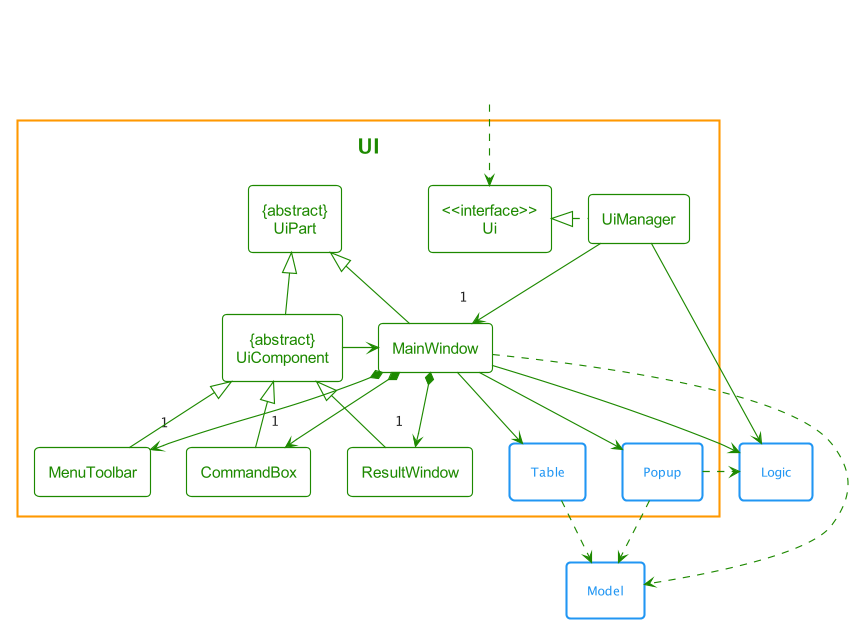 UI
{abstract}
UiPart
<<interface>>
Ui
UiManager
1
{abstract}
UiComponent
MainWindow
1
1
1
MenuToolbar
CommandBox
ResultWindow
Table
Popup
Logic
Model